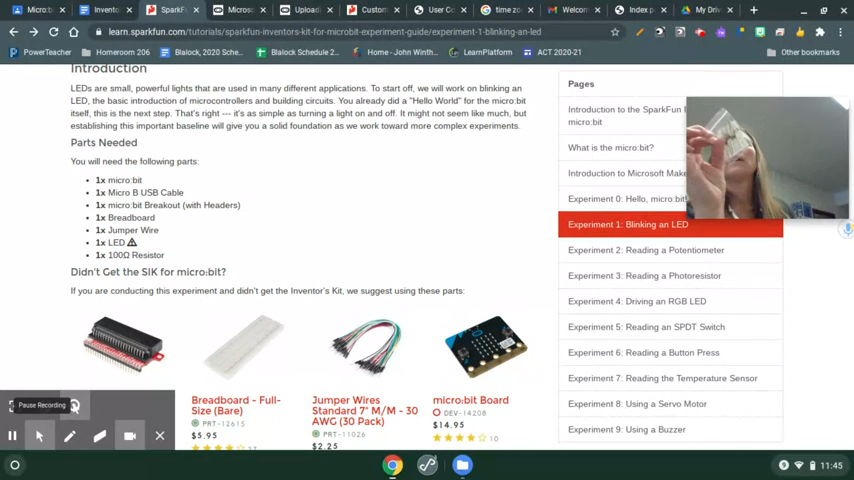 Micro:b
Invento
SparkF
Micros
Uploadi
Custom
User Co
time zo
Welcom
Index p
My Driv
learn.sparkfun.com/tutorials/sparkfun-inventors-kit-for-microbit-experiment-guide/experiment-1-blinking-an-led
PowerTeacher
Homeroom 206
Blalock, 2020 Sche
Blalock Schedule 2...
Home - John Winth...
LearnPlatform
ACT 2020-21
Other bookmarks
Introduction
LEDs are small, powerful lights that are used in many different applications. To start off, we will work on blinking an
LED, the basic introduction of microcontrollers and building circuits. You already did a "Hello World" for the micro:bit
itself, this is the next step. That's right --- it's as simple as turning a light on and off. It might not seem like much, but
establishing this important baseline will give you a solid foundation as we work toward more complex experiments.
Parts Needed
You will need the following parts:
1x micro:bit
1x Micro B USB Cable
1x micro:bit Breakout (with Headers)
1x Breadboard
1x Jumper Wire
1x LED
1x 100Ω Resistor
Didn't Get the SIK for micro:bit?
If you are conducting this experiment and didn't get the Inventor's Kit, we suggest using these parts:
Breadboard - Full-
Size (Bare)
PRT-12615
$5.95
Jumper Wires
Standard 7" M/M - 30
AWG (30 Pack)
PRT-11026
$2.25
micro:bit Board
DEV-14208
$14.95
10
Pages
Introduction to the SparkFun I
micro:bit
What is the micro:bit?
Introduction to Microsoft Make
Experiment 0: Hello, micro:bit!
Experiment 1: Blinking an LED
Experiment 2: Reading a Potentiometer
Experiment 3: Reading a Photoresistor
Experiment 4: Driving an RGB LED
Experiment 5: Reading an SPDT Switch
Experiment 6: Reading a Button Press
Experiment 7: Reading the Temperature Sensor
Experiment 8: Using a Servo Motor
Experiment 9: Using a Buzzer
Pause Recording
11:45